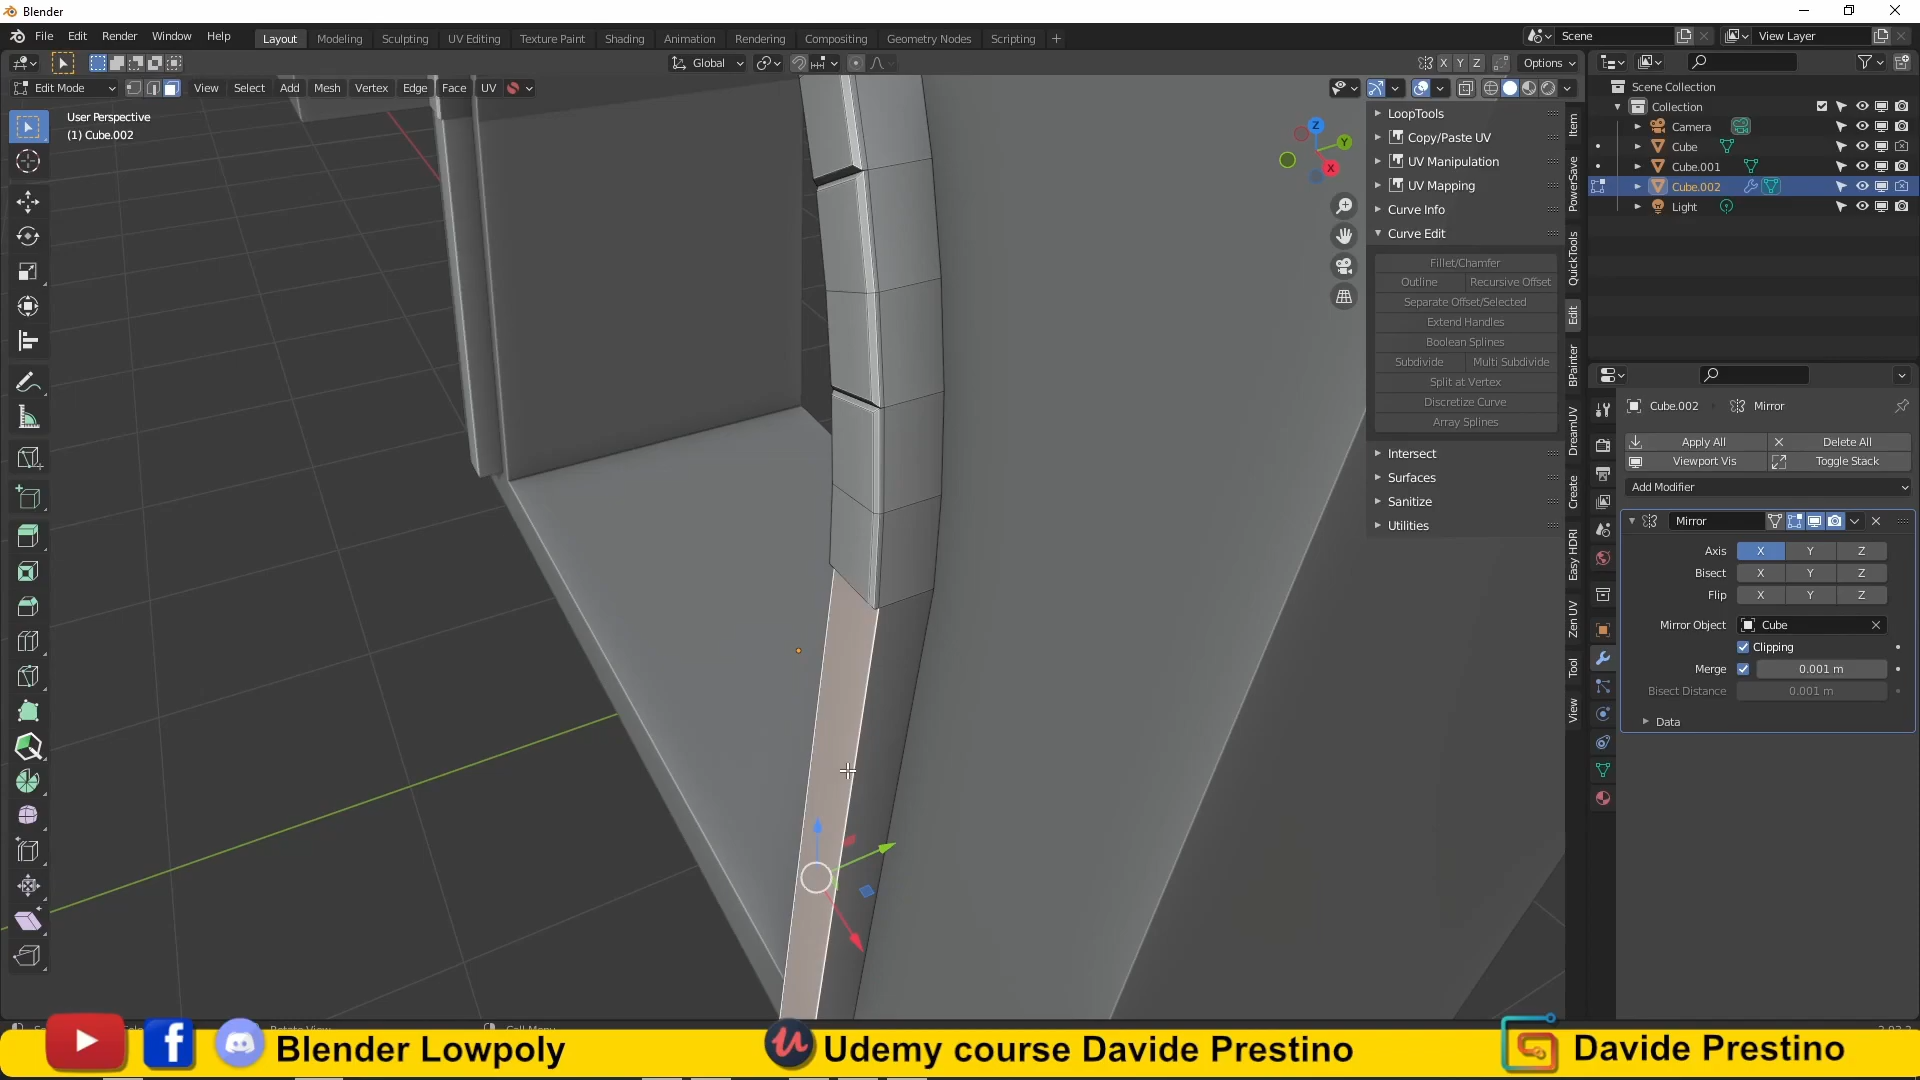 Blender
File Edit Render Window Help
Layout Modeling Sculpting UV Editing Texture Paint Shading Animation Rendering Compositing Geometry Nodes Scripting +
Scene View Layer
Global X Y Z Options
Edit Mode View Select Add Mesh Vertex Edge Face UV
User Perspective
(1) Cube.002
Z
Y
X
LoopTools
Copy/Paste UV
UV Manipulation
UV Mapping
Curve Info
Curve Edit
Fillet/Chamfer
Outline Recursive Offset
Separate Offset/Selected
Extend Handles
Boolean Splines
Subdivide Multi Subdivide
Split at Vertex
Discretize Curve
Array Splines
Intersect
Surfaces
Sanitize
Utilities
Item
PowerSave
QuickTools
Edit
BPainter
DreamUV
Create
Easy HDRI
Zen UV
Tool
View
Scene Collection
Collection
Camera
Cube
Cube.001
Cube.002
Light
Cube.002 Mirror
Apply All Delete All
Viewport Vis Toggle Stack
Add Modifier
Mirror
Axis X Y Z
Bisect X Y Z
Flip X Y Z
Mirror Object Cube
Clipping
Merge 0.001 m
Bisect Distance 0.001 m
Data
Blender Lowpoly Udemy course Davide Prestino Davide Prestino